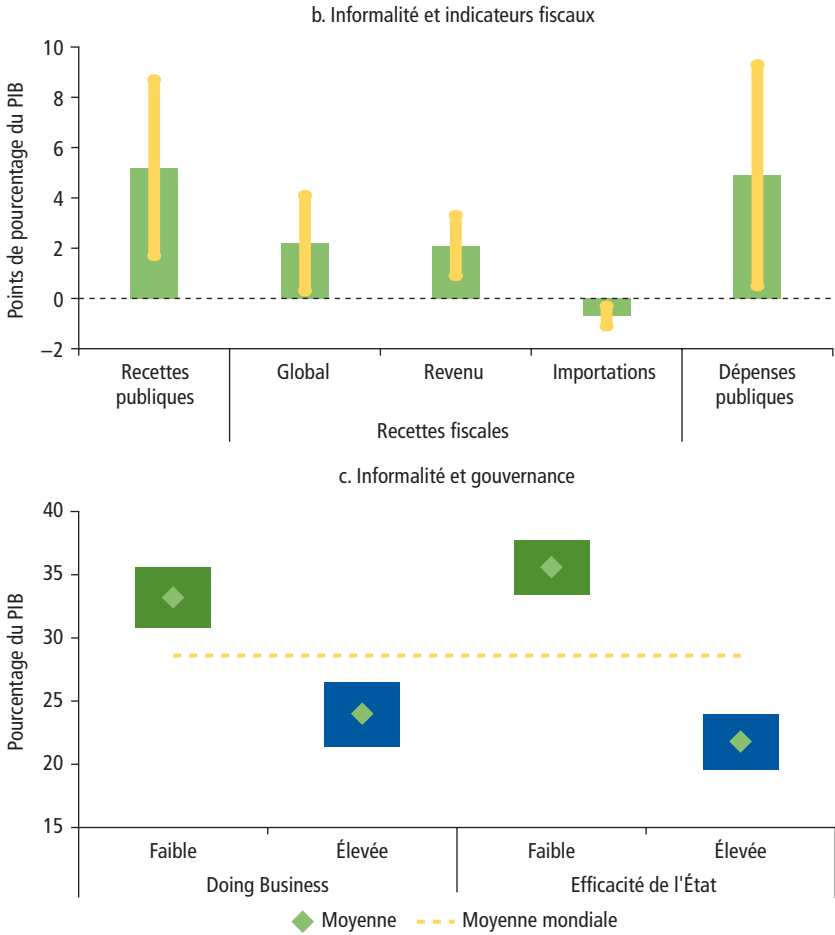 b. Informalité et indicateurs fiscaux
Points de pourcentage du PIB
10
8
6
4
2
0
–2
Recettes publiques
Global
Revenu
Importations
Dépenses publiques
Recettes fiscales
c. Informalité et gouvernance
Pourcentage du PIB
40
35
30
25
20
15
Faible
Élevée
Faible
Élevée
Doing Business
Efficacité de l'État
Moyenne
Moyenne mondiale